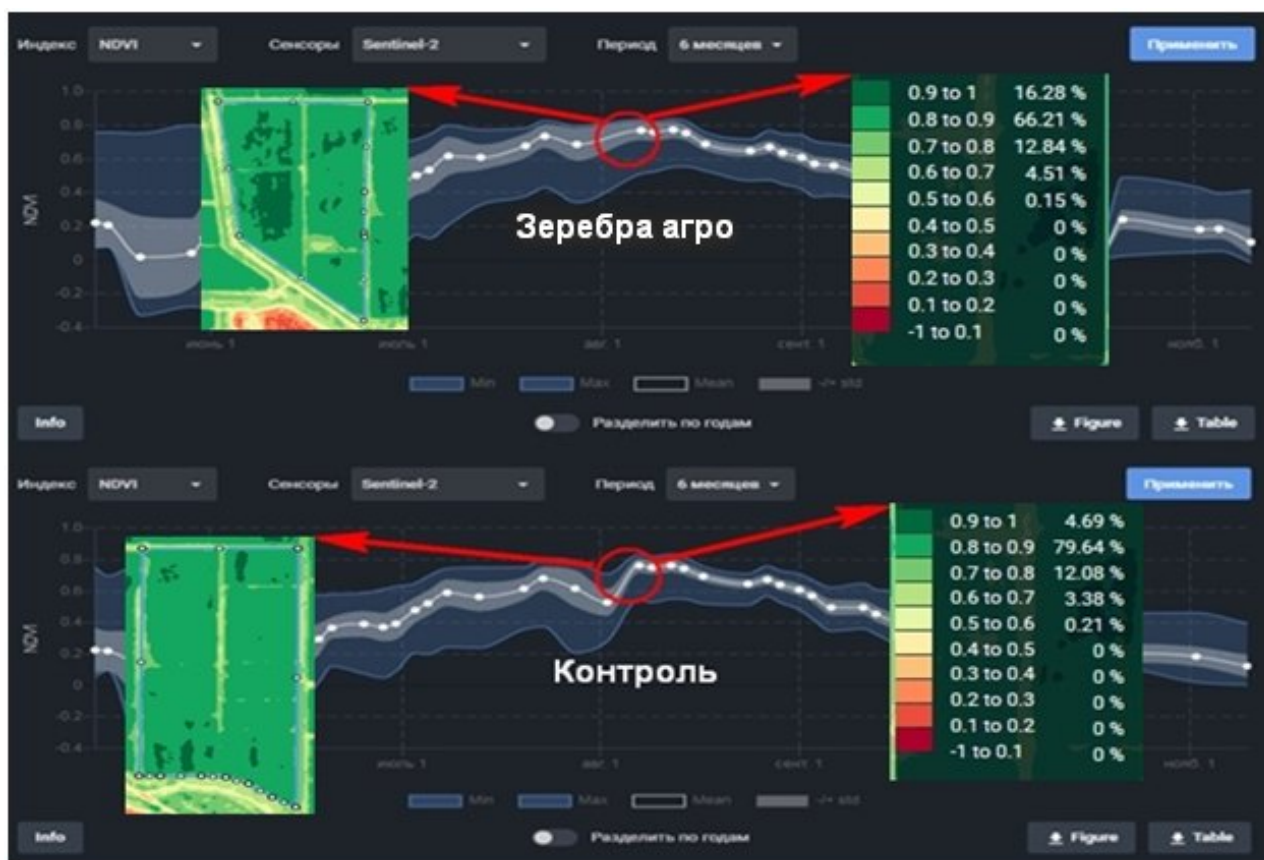 Индекс NDVI Сенсоры Sentinel-2 Период 6 месяцев Применить
1.0
0.8
0.6
0.4
0.2
0
-0.2
-0.4
NDVI
0.9 to 1 16.28 %
0.8 to 0.9 66.21 %
0.7 to 0.8 12.84 %
0.6 to 0.7 4.51 %
0.5 to 0.6 0.15 %
0.4 to 0.5 0 %
0.3 to 0.4 0 %
0.2 to 0.3 0 %
0.1 to 0.2 0 %
-1 to 0.1 0 %
Зеребра агро
июнь 1 июль 1 авг. 1 сент. 1 нояб. 1
Min Max Mean -/+ std
Info Разделить по годам Figure Table
Индекс NDVI Сенсоры Sentinel-2 Период 6 месяцев Применить
1.0
0.8
0.6
0.4
0.2
0
-0.2
-0.4
NDVI
0.9 to 1 4.69 %
0.8 to 0.9 79.64 %
0.7 to 0.8 12.08 %
0.6 to 0.7 3.38 %
0.5 to 0.6 0.21 %
0.4 to 0.5 0 %
0.3 to 0.4 0 %
0.2 to 0.3 0 %
0.1 to 0.2 0 %
-1 to 0.1 0 %
Контроль
июль 1 авг. 1 сент. 1 нояб. 1
Min Max Mean -/+ std
Info Разделить по годам Figure Table